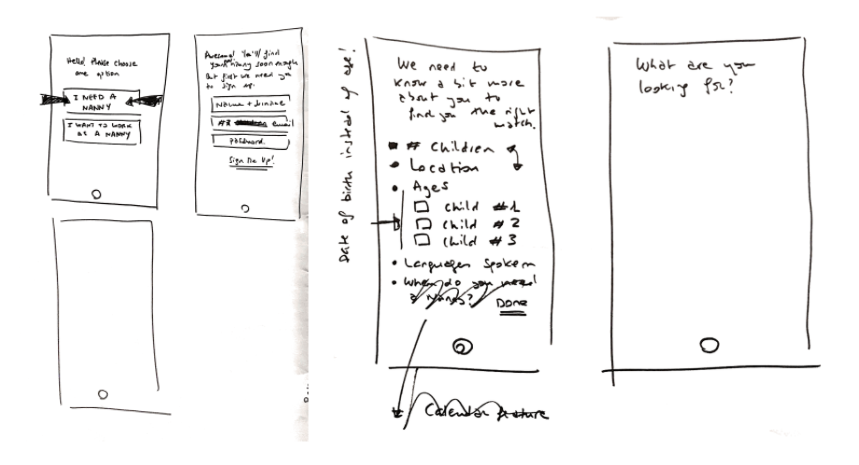 Hello! Please choose
one option
I NEED A
NANNY
I WANT TO WORK
AS A NANNY
Awesome! You'll find
your nanny soon enough
But first we need you
to sign up.
Name + Surname
email
Password
Sign Me Up!
Date of birth instead of age!
We need to
know a bit more
about you to
find you the right
match.
# Children
Location
Ages
child #1
child #2
child #3
Languages spoken
When do you need
a nanny?
Done
Calendar feature
What are you
looking for?